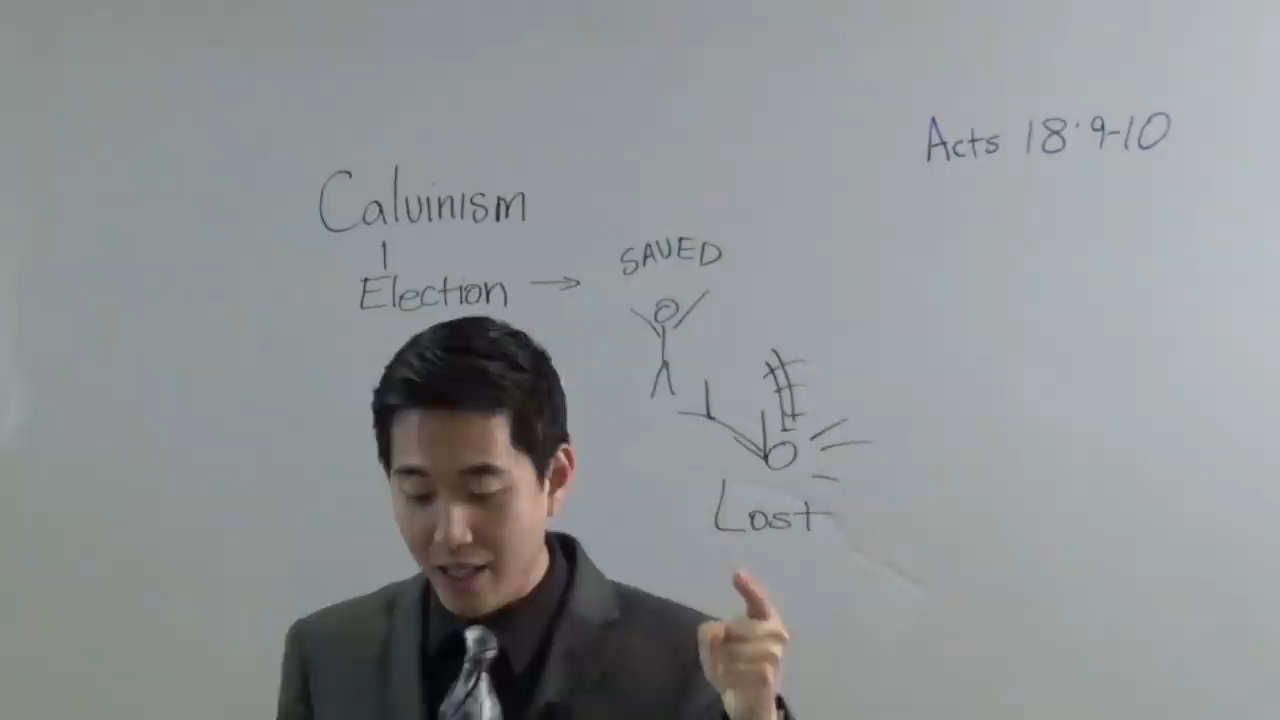 Acts 18:9-10
Calvinism
Election → SAVED
Lost